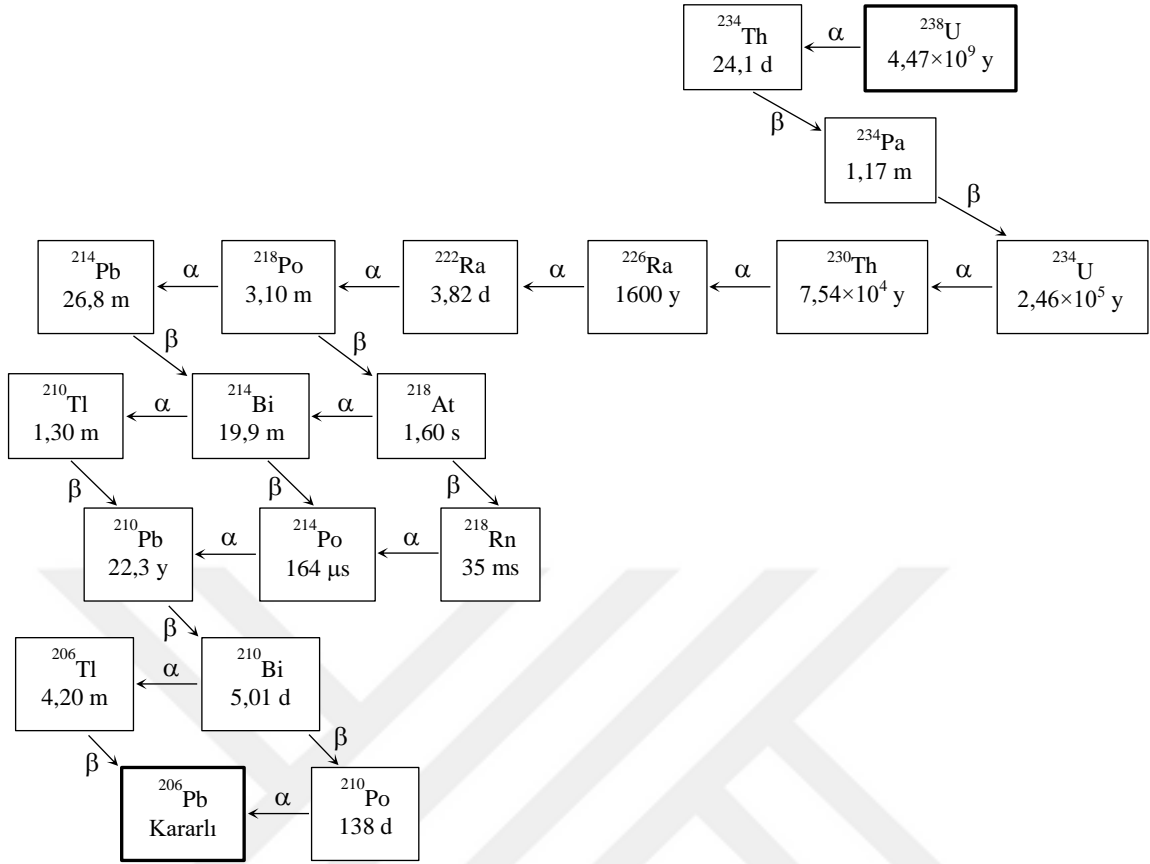 ²³⁴Th
24,1 d
α
²³⁸U
4,47×10⁹ y
β
²³⁴Pa
1,17 m
β
²¹⁴Pb
26,8 m
α
²¹⁸Po
3,10 m
α
²²²Ra
3,82 d
α
²²⁶Ra
1600 y
α
²³⁰Th
7,54×10⁴ y
α
²³⁴U
2,46×10⁵ y
β
β
²¹⁰Tl
1,30 m
α
²¹⁴Bi
19,9 m
α
²¹⁸At
1,60 s
β
β
β
²¹⁰Pb
22,3 y
α
²¹⁴Po
164 μs
α
²¹⁸Rn
35 ms
β
²⁰⁶Tl
4,20 m
α
²¹⁰Bi
5,01 d
β
β
²⁰⁶Pb
Kararlı
α
²¹⁰Po
138 d